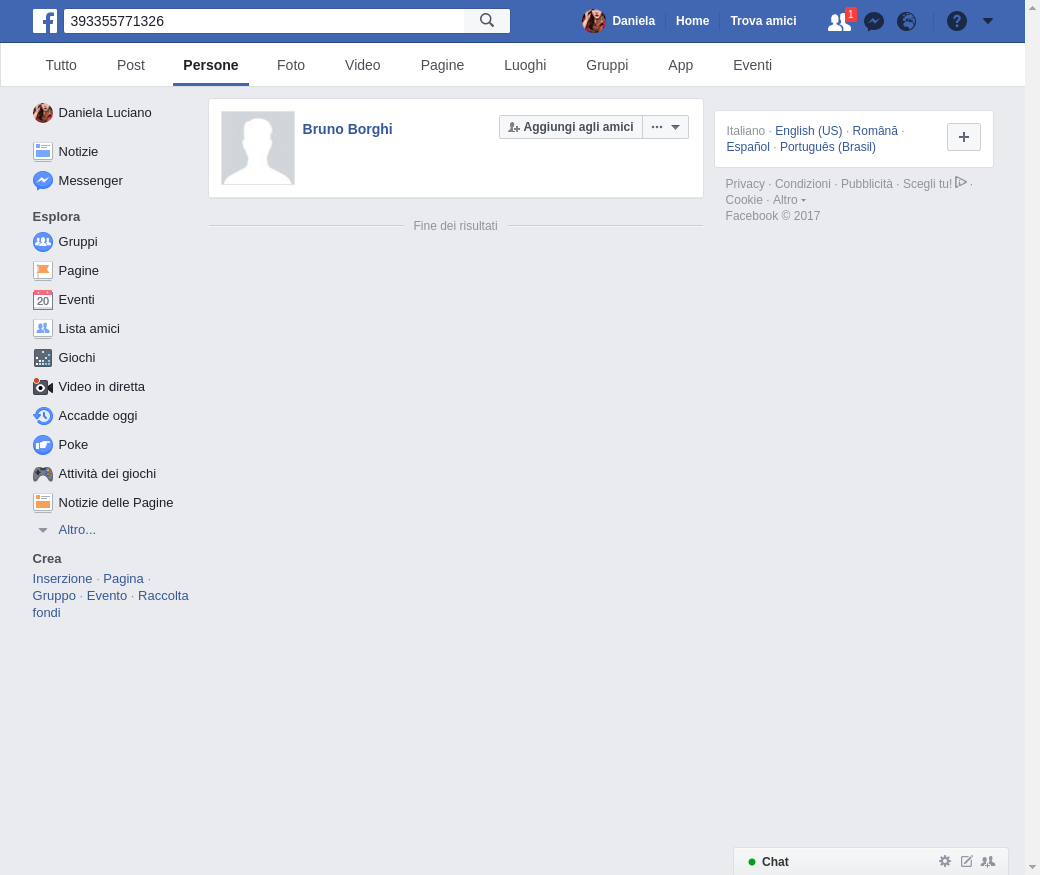 393355771326
Daniela Home Trova amici 1
Tutto Post Persone Foto Video Pagine Luoghi Gruppi App Eventi
Daniela Luciano
Notizie
Messenger
Esplora
Gruppi
Pagine
20 Eventi
Lista amici
Giochi
Video in diretta
Accadde oggi
Poke
Attività dei giochi
Notizie delle Pagine
Altro...
Crea
Inserzione · Pagina ·
Gruppo · Evento · Raccolta
fondi
Bruno Borghi
Aggiungi agli amici
Fine dei risultati
Italiano · English (US) · Română ·
Español · Português (Brasil)
Privacy · Condizioni · Pubblicità · Scegli tu! ·
Cookie · Altro
Facebook © 2017
Chat